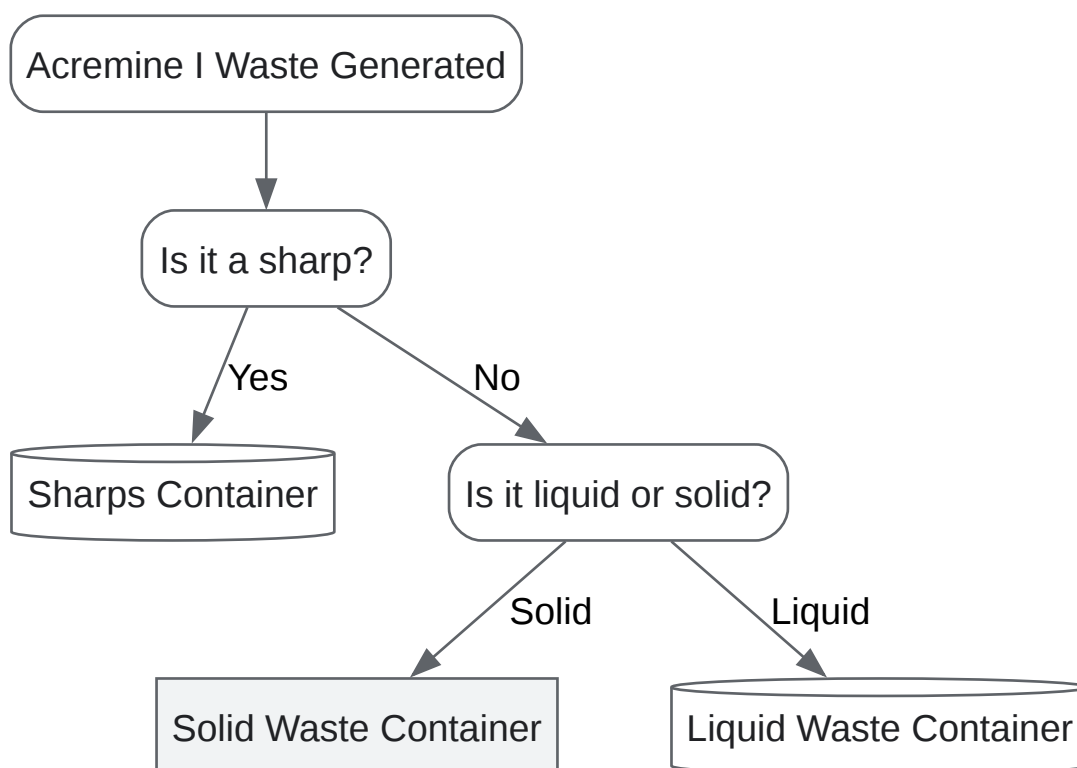 Acremine I Waste Generated
Is it a sharp?
Yes
No
Sharps Container
Is it liquid or solid?
Solid
Liquid
Solid Waste Container
Liquid Waste Container